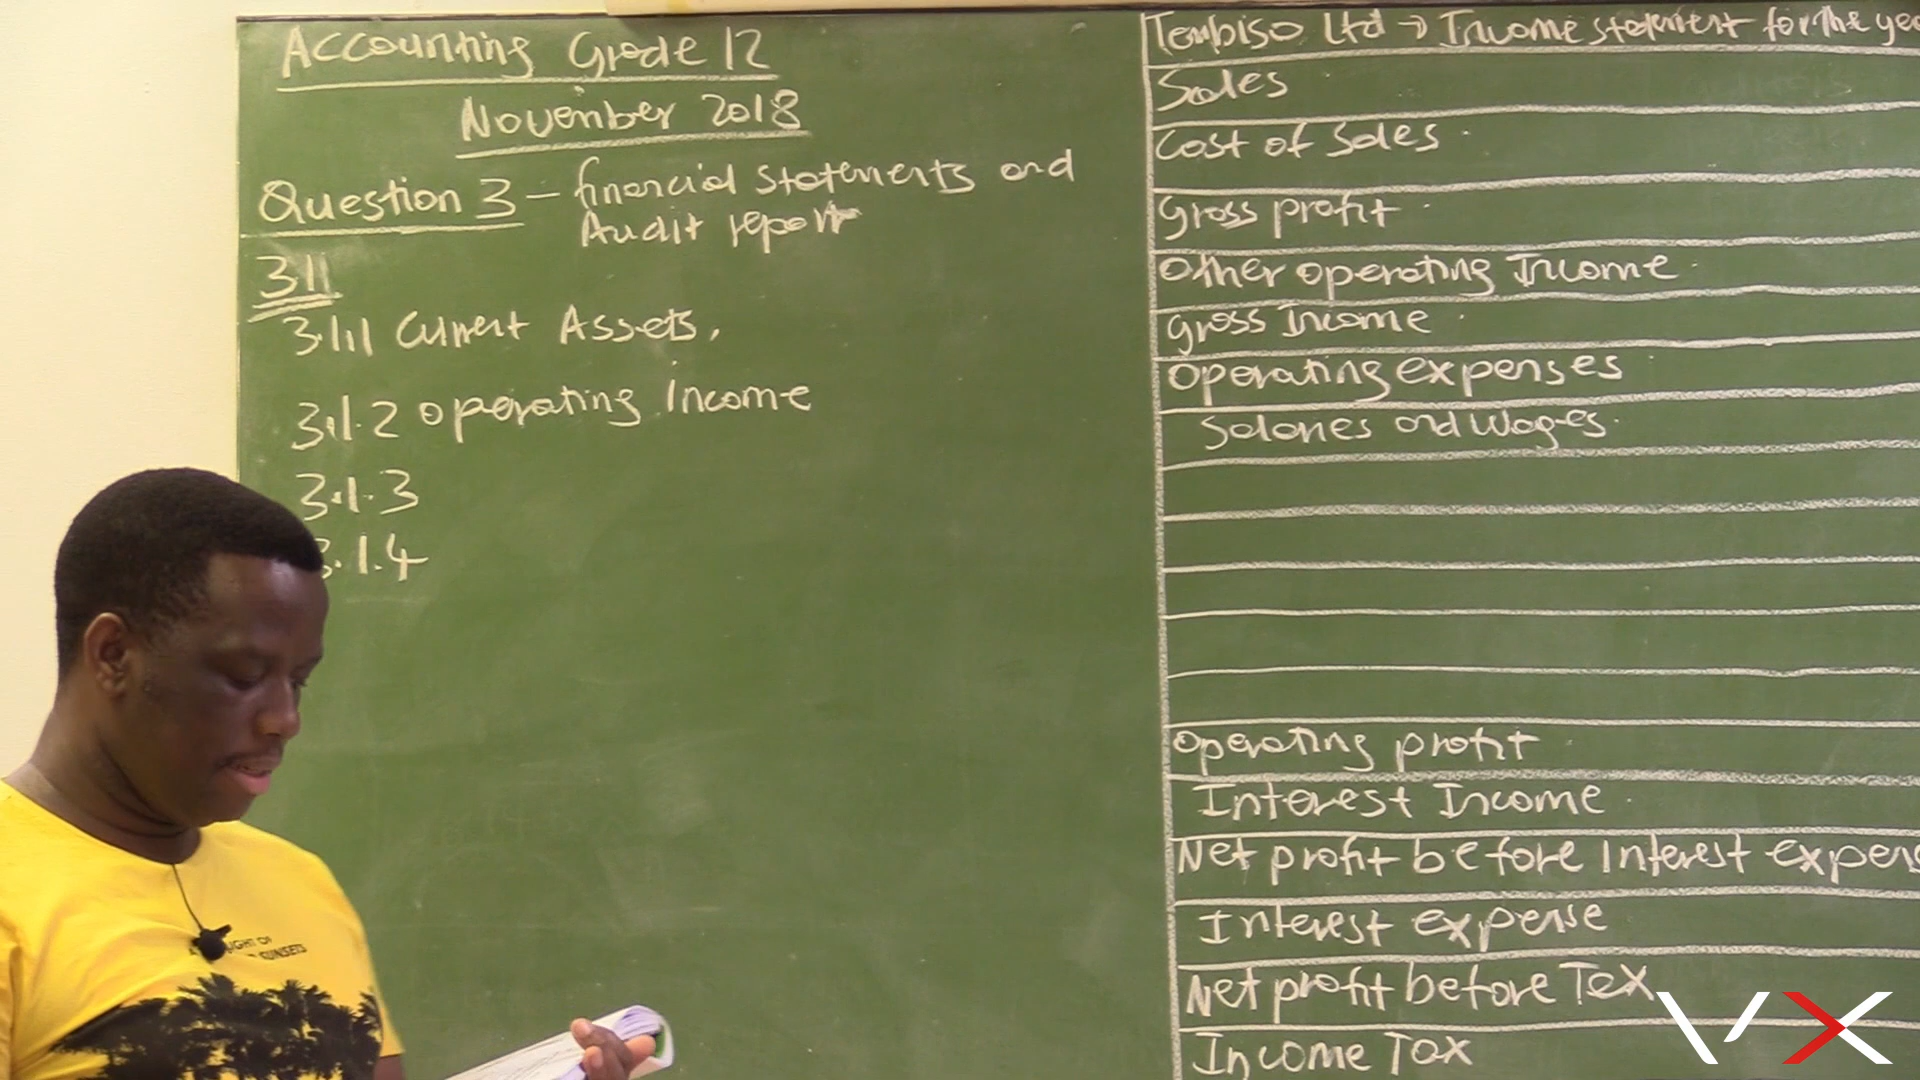 Accounting Grade 12
November 2018
Question 3 - financial statements and
Audit report
3.1
3.1.1 Current Assets,
3.1.2 Operating Income
3.1.3
3.1.4
Tembiso Ltd → Income statement for the
Sales
Cost of Sales
Gross profit
Other operating Income
Gross Income
Operating expenses
Salaries and Wages
Operating profit
Interest Income
Net profit before Interest
Interest expense
Net profit before Tax
Income Tax
SUNSETS
VX